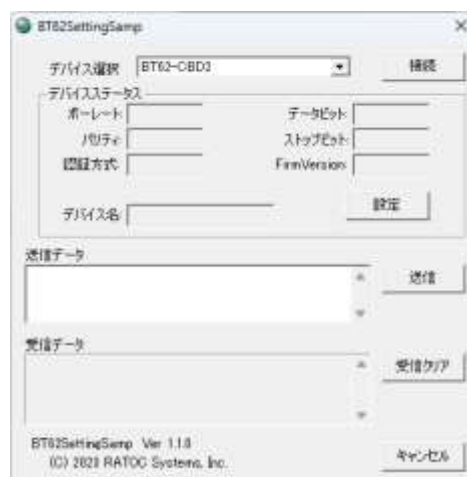 BT62SettingSamp
デバイス選択 BT62-CBD2 接続
デバイスステータス
ボーレート データビット
パリティ ストップビット
認証方式 FirmVersion
デバイス名 設定
送信データ
送信
受信データ
受信クリア
BT62SettingSamp Ver 1.1.0
(C) 2023 RATOC Systems, Inc.
キャンセル